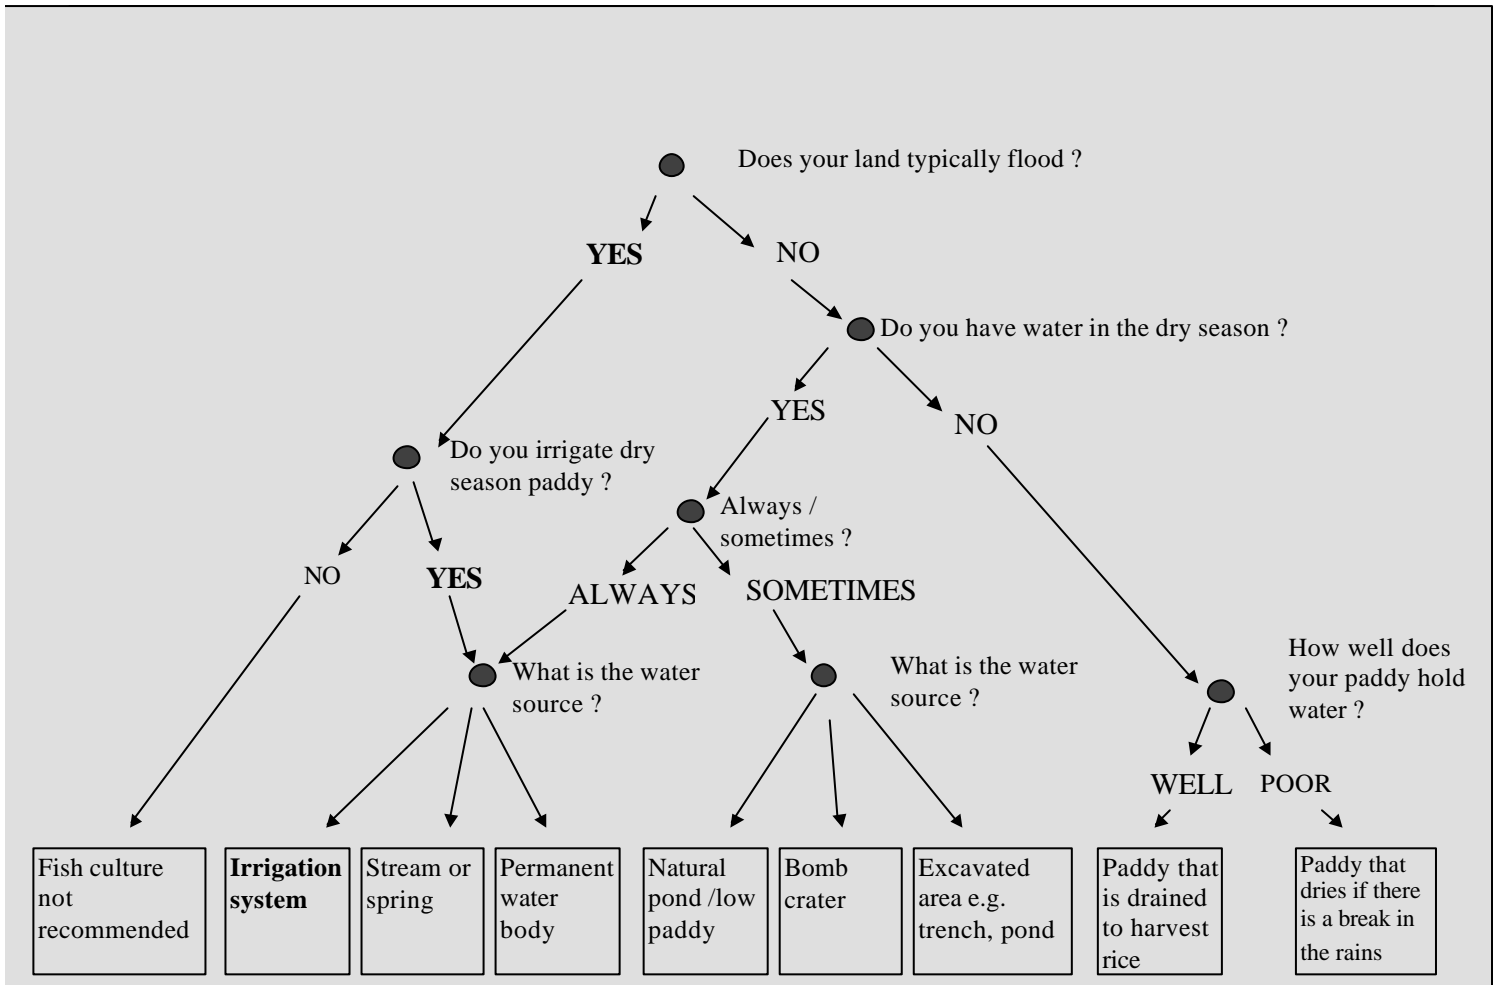 Does your land typically flood ?
YES
NO
Do you have water in the dry season ?
YES
NO
Do you irrigate dry
season paddy ?
Always /
sometimes ?
NO
YES
ALWAYS
SOMETIMES
What is the water
source ?
What is the water
source ?
How well does
your paddy hold
water ?
WELL
POOR
Fish culture
not
recommended
Irrigation
system
Stream or
spring
Permanent
water
body
Natural
pond /low
paddy
Bomb
crater
Excavated
area e.g.
trench, pond
Paddy that
is drained
to harvest
rice
Paddy that
dries if there
is a break in
the rains